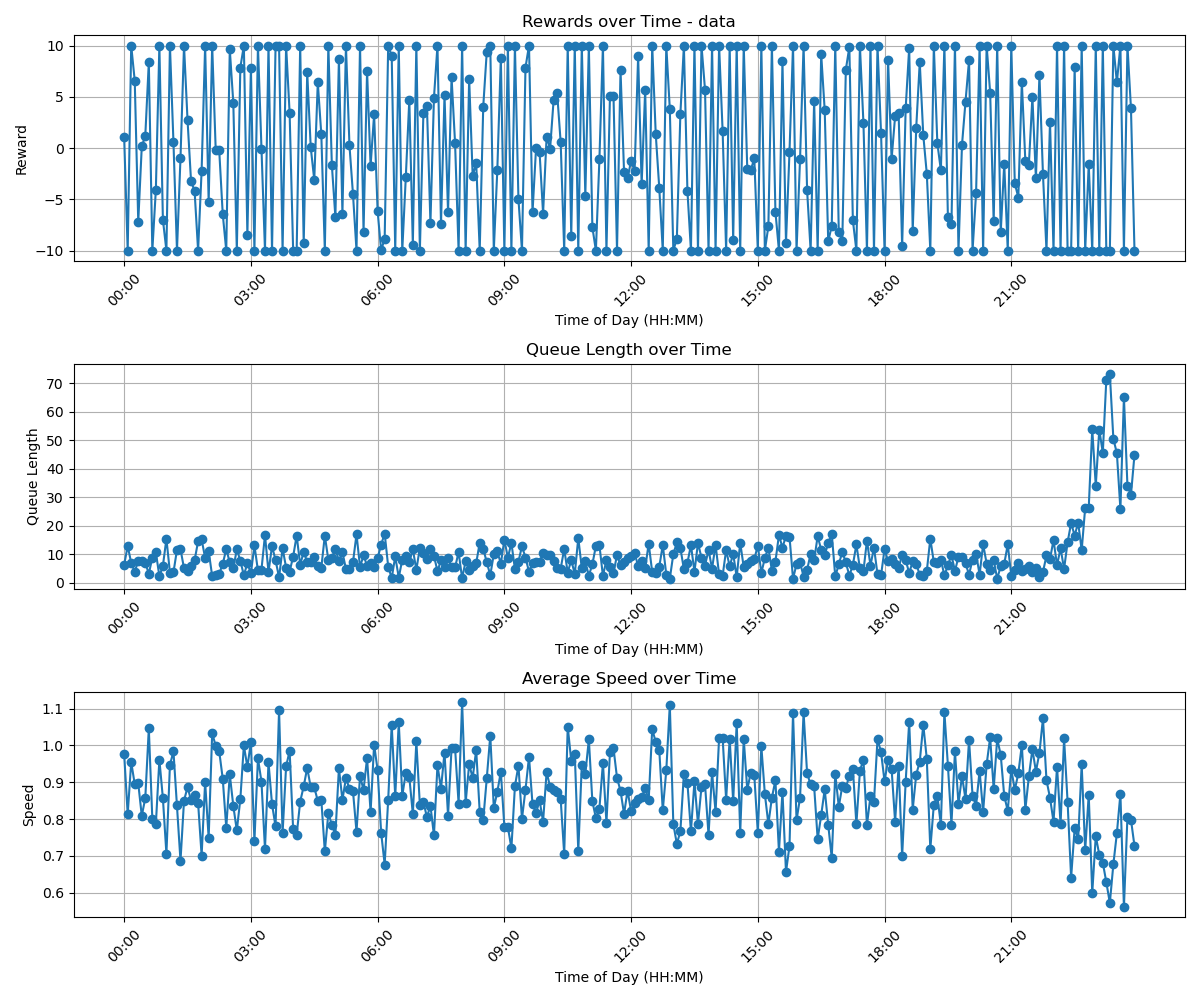 Rewards over Time - data
10
5
0
−5
−10
Reward
00:00 03:00 06:00 09:00 12:00 15:00 18:00 21:00
Time of Day (HH:MM)
Queue Length over Time
70
60
50
40
30
20
10
0
Queue Length
00:00 03:00 06:00 09:00 12:00 15:00 18:00 21:00
Time of Day (HH:MM)
Average Speed over Time
1.1
1.0
0.9
0.8
0.7
0.6
Speed
00:00 03:00 06:00 09:00 12:00 15:00 18:00 21:00
Time of Day (HH:MM)